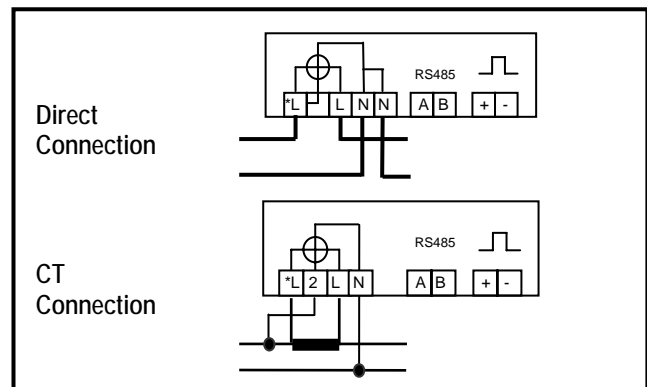 Direct
Connection
RS485
*L L N N A B + -
CT
Connection
RS485
*L 2 L N A B + -